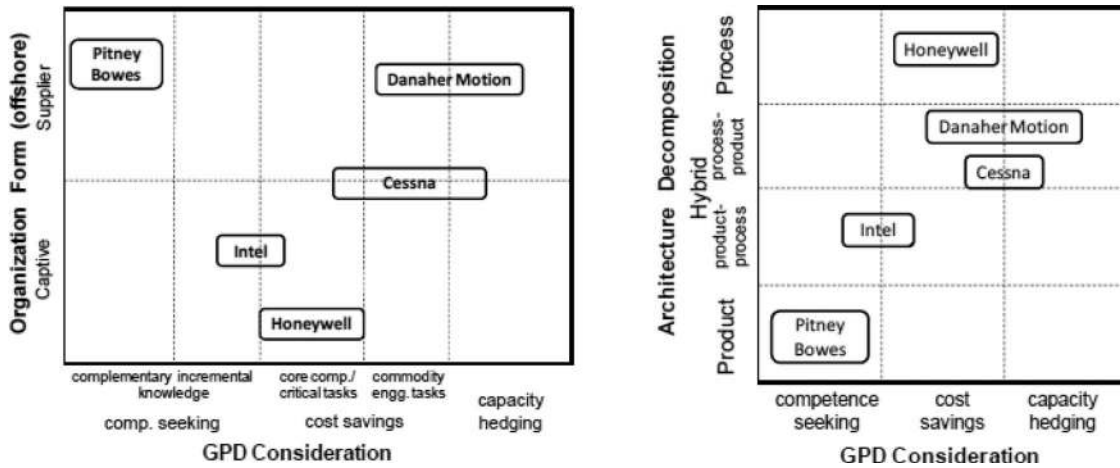 Organization Form (offshore)
Supplier
Captive
Pitney
Bowes
Danaher Motion
Cessna
Intel
Honeywell
complementary incremental
knowledge
core comp./
critical tasks
commodity
engg. tasks
capacity
hedging
comp. seeking
cost savings
GPD Consideration
Architecture Decomposition
Process
Hybrid
process-
product
product-
process
Product
Honeywell
Danaher Motion
Cessna
Intel
Pitney
Bowes
competence
seeking
cost
savings
capacity
hedging
GPD Consideration